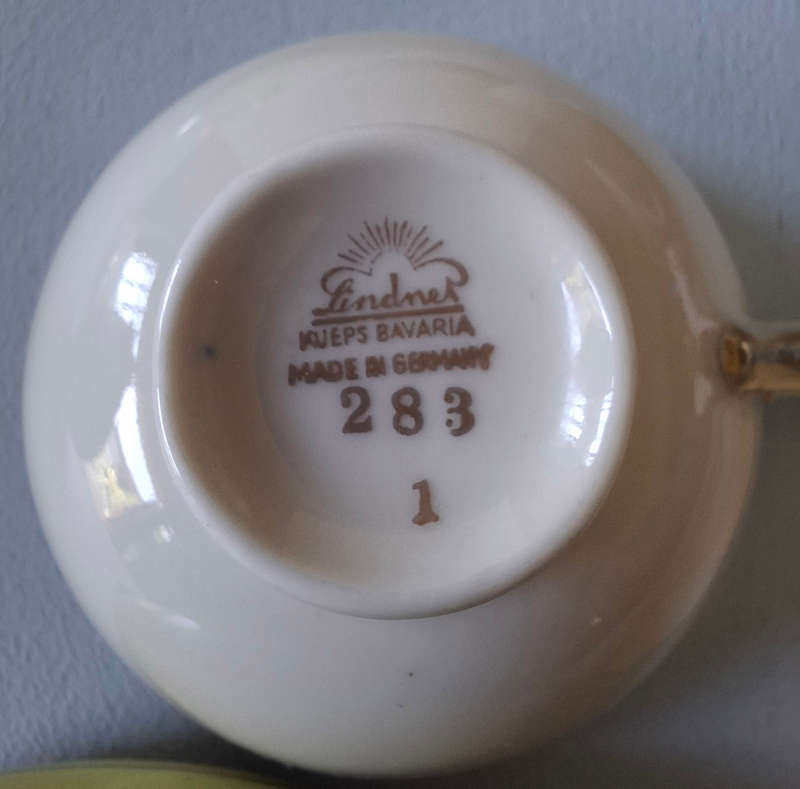 Lindner
KUEPS BAVARIA
MADE IN GERMANY
283
1